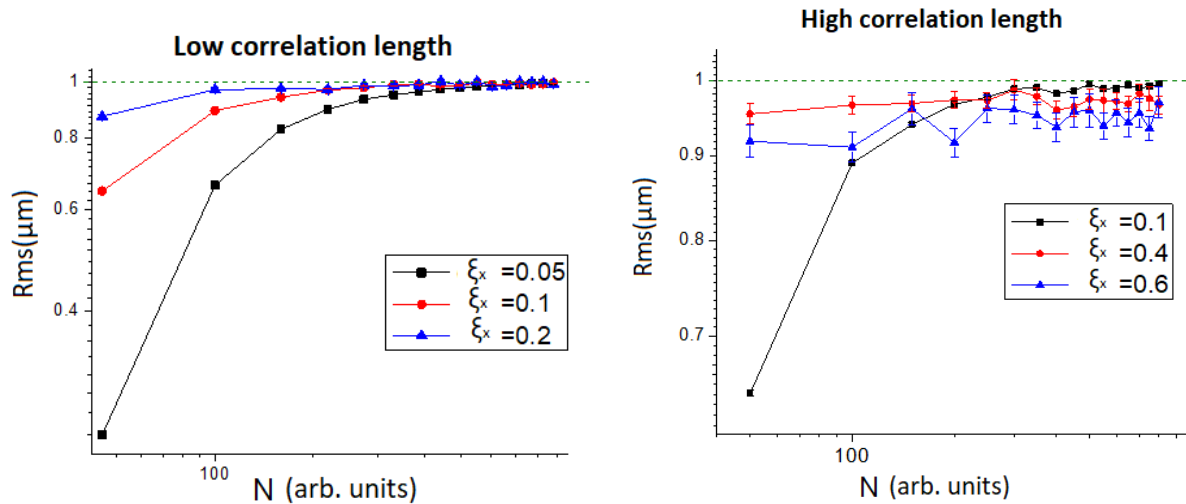 Low correlation length
1
0.8
0.6
0.4
Rms(μm)
100
N (arb. units)
ξx =0.05
ξx =0.1
ξx =0.2
High correlation length
1
0.9
0.8
0.7
Rms(μm)
100
N (arb. units)
ξx =0.1
ξx =0.4
ξx =0.6